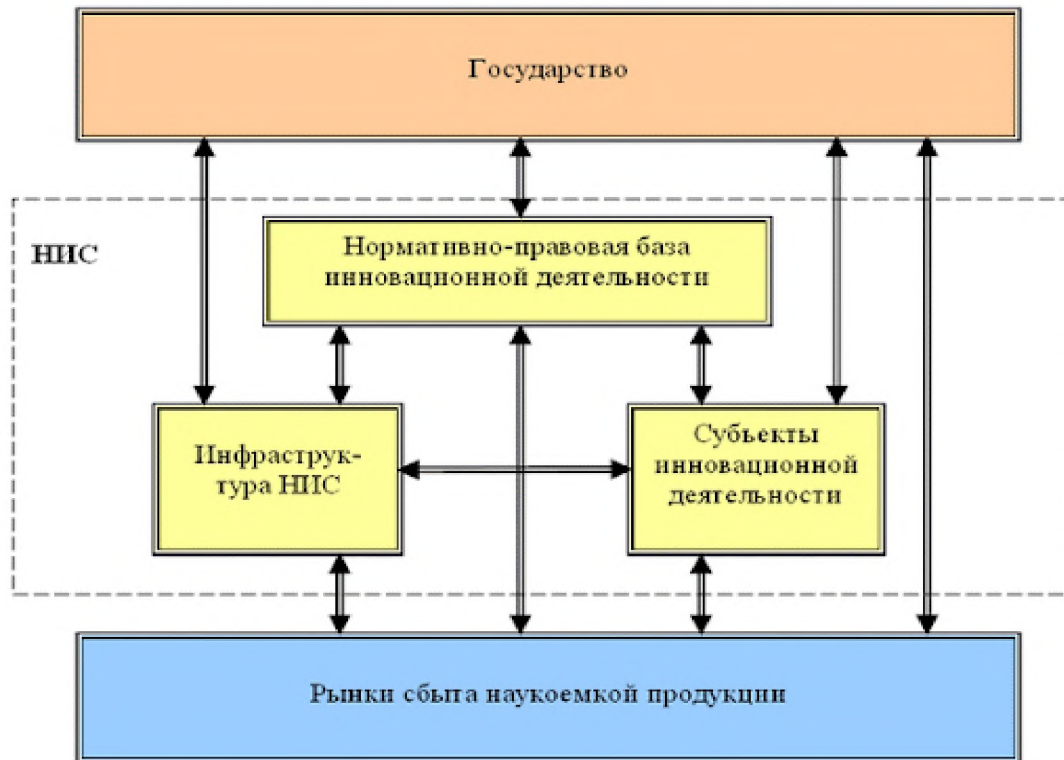 Государство
НИС
Нормативно-правовая база
инновационной деятельности
Инфраструк-
тура НИС
Субъекты
инновационной
деятельности
Рынки сбыта наукоемкой продукции